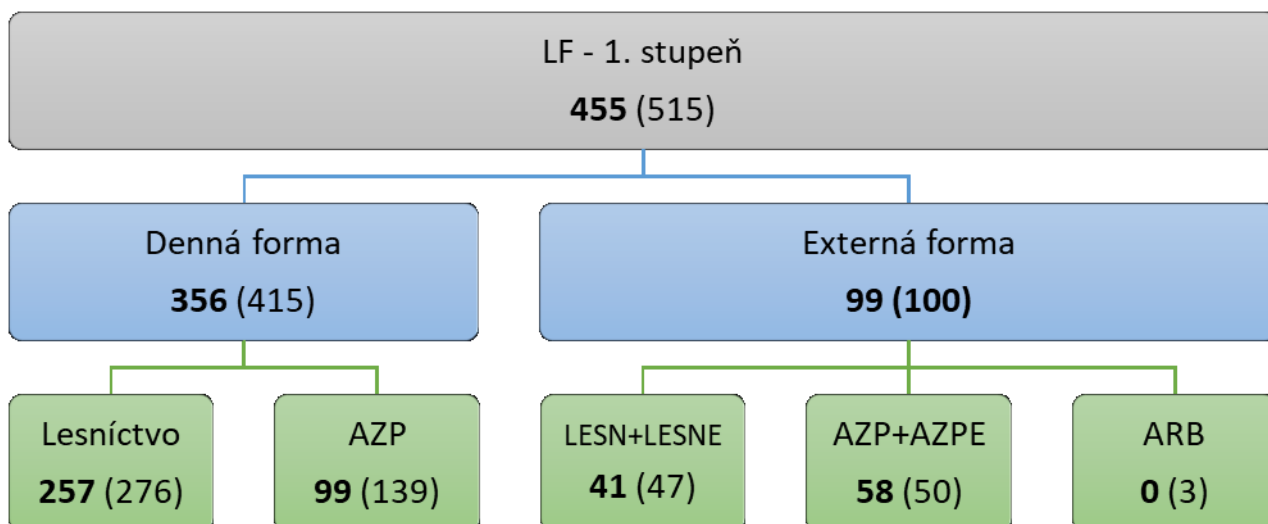 LF - 1. stupeň
455 (515)
Denná forma
356 (415)
Externá forma
99 (100)
Lesníctvo
257 (276)
AZP
99 (139)
LESN+LESNE
41 (47)
AZP+AZPE
58 (50)
ARB
0 (3)